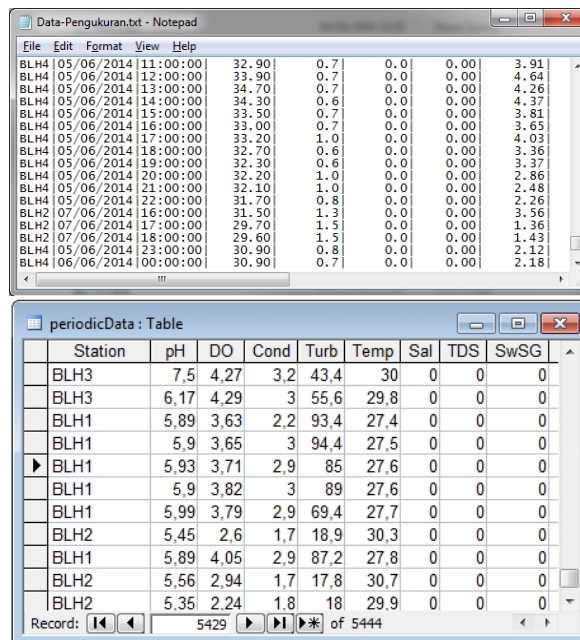 Data-Pengukuran.txt - Notepad
File Edit Format View Help
BLH4|05/06/2014|11:00:00| 32.90| 0.7| 0.0| 0.00| 3.91|
BLH4|05/06/2014|12:00:00| 33.90| 0.7| 0.0| 0.00| 4.64|
BLH4|05/06/2014|13:00:00| 34.70| 0.7| 0.0| 0.00| 4.26|
BLH4|05/06/2014|14:00:00| 34.30| 0.6| 0.0| 0.00| 4.37|
BLH4|05/06/2014|15:00:00| 33.50| 0.7| 0.0| 0.00| 3.81|
BLH4|05/06/2014|16:00:00| 33.00| 0.7| 0.0| 0.00| 3.65|
BLH4|05/06/2014|17:00:00| 33.20| 1.0| 0.0| 0.00| 4.03|
BLH4|05/06/2014|18:00:00| 32.70| 0.6| 0.0| 0.00| 3.36|
BLH4|05/06/2014|19:00:00| 32.30| 0.6| 0.0| 0.00| 3.37|
BLH4|05/06/2014|20:00:00| 32.20| 1.0| 0.0| 0.00| 2.86|
BLH4|05/06/2014|21:00:00| 32.10| 1.0| 0.0| 0.00| 2.48|
BLH4|05/06/2014|22:00:00| 31.70| 0.8| 0.0| 0.00| 2.26|
BLH2|07/06/2014|16:00:00| 31.50| 1.3| 0.0| 0.00| 3.56|
BLH2|07/06/2014|17:00:00| 29.70| 1.5| 0.0| 0.00| 1.36|
BLH2|07/06/2014|18:00:00| 29.60| 1.5| 0.0| 0.00| 1.43|
BLH4|05/06/2014|23:00:00| 30.90| 0.8| 0.0| 0.00| 2.12|
BLH4|06/06/2014|00:00:00| 30.90| 0.7| 0.0| 0.00| 2.18|
periodicData : Table
Station pH DO Cond Turb Temp Sal TDS SwSG
BLH3 7,5 4,27 3,2 43,4 30 0 0 0
BLH3 6,17 4,29 3 55,6 29,8 0 0 0
BLH1 5,89 3,63 2,2 93,4 27,4 0 0 0
BLH1 5,9 3,65 3 94,4 27,5 0 0 0
BLH1 5,93 3,71 2,9 85 27,6 0 0 0
BLH1 5,9 3,82 3 89 27,6 0 0 0
BLH1 5,99 3,79 2,9 69,4 27,7 0 0 0
BLH2 5,45 2,6 1,7 18,9 30,3 0 0 0
BLH1 5,89 4,05 2,9 87,2 27,8 0 0 0
BLH2 5,56 2,94 1,7 17,8 30,7 0 0 0
BLH2 5,35 2,24 1,8 18 29,9 0 0 0
Record: 5429 of 5444